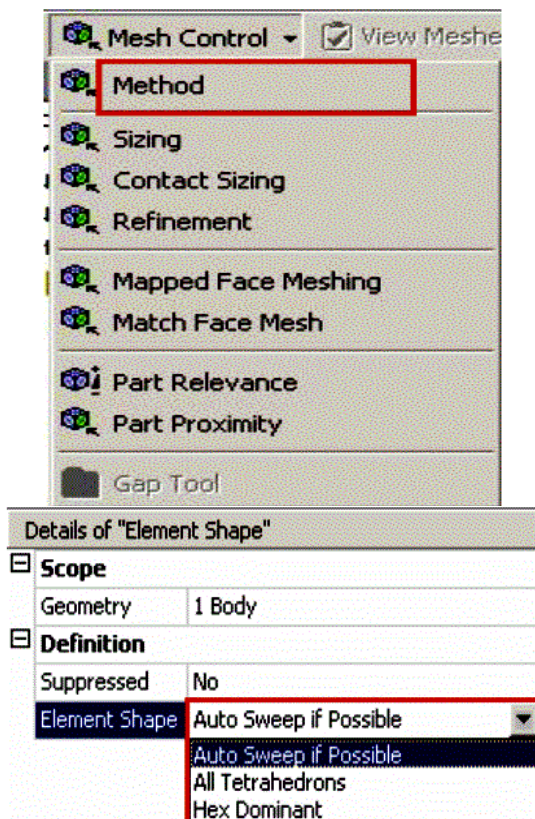 Mesh Control View Meshe
Method
Sizing
Contact Sizing
Refinement
Mapped Face Meshing
Match Face Mesh
Part Relevance
Part Proximity
Gap Tool
Details of "Element Shape"
Scope
Geometry 1 Body
Definition
Suppressed No
Element Shape Auto Sweep if Possible
Auto Sweep if Possible
All Tetrahedrons
Hex Dominant